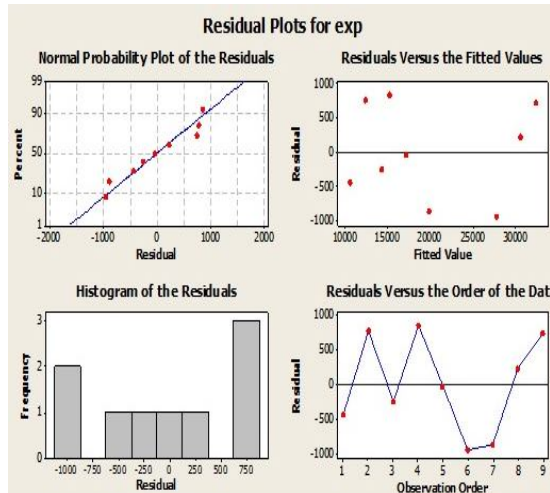 Residual Plots for exp
Normal Probability Plot of the Residuals
99
90
50
10
1
Percent
-2000 -1000 0 1000 2000
Residual
Residuals Versus the Fitted Values
1000
500
0
-500
-1000
Residual
10000 15000 20000 25000 30000
Fitted Value
Histogram of the Residuals
3
2
1
0
Frequency
-1000 -750 -500 -250 0 250 500 750
Residual
Residuals Versus the Order of the Dat
1000
500
0
-500
-1000
Residual
1 2 3 4 5 6 7 8 9
Observation Order